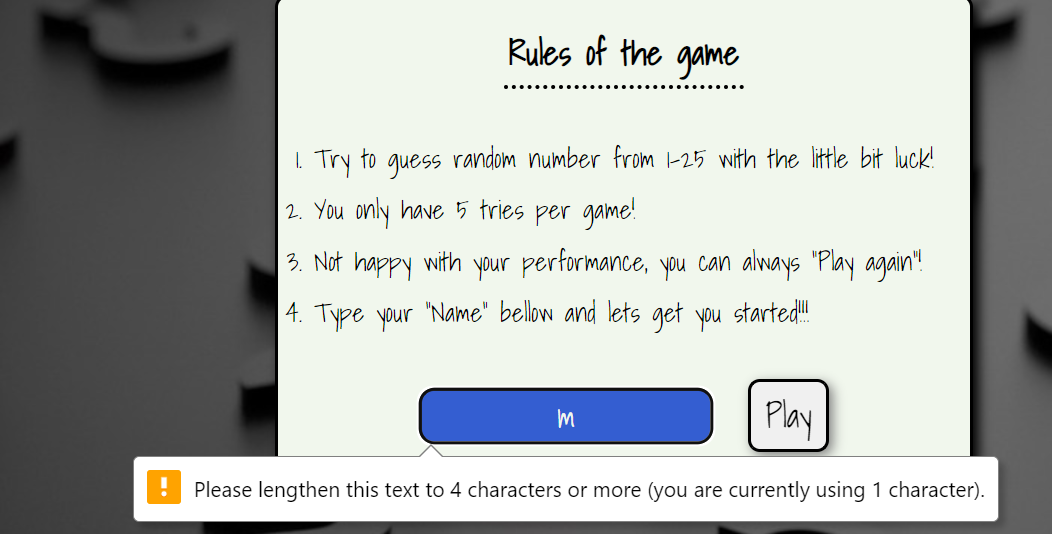 Rules of the game
1. Try to guess random number from 1-25 with the little bit luck!
2. You only have 5 tries per game!
3. Not happy with your performance, you can always "Play again"!
4. Type your "Name" bellow and lets get you started!!!
m
Play
Please lengthen this text to 4 characters or more (you are currently using 1 character).